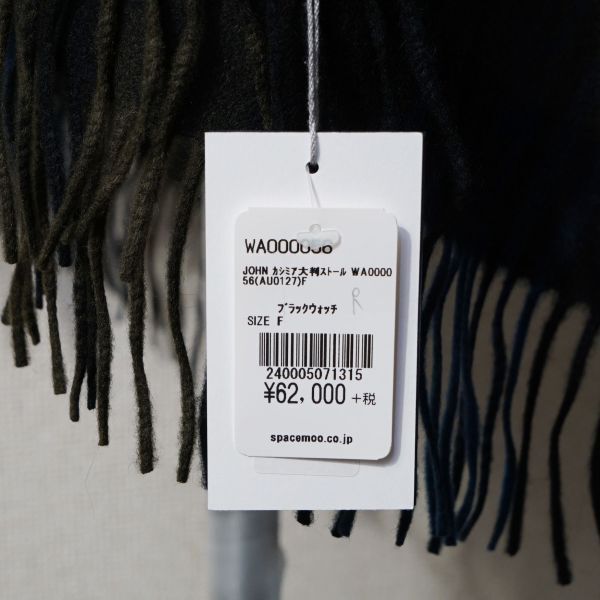 WA000056
JOHN ｶｼﾐｱ大判ｽﾄｰﾙ WA0000
56(AU0127)F
ﾌﾞﾗｯｸｳｫｯﾁ
R
SIZE F
240005071315
¥62,000 +税
spacemoo.co.jp